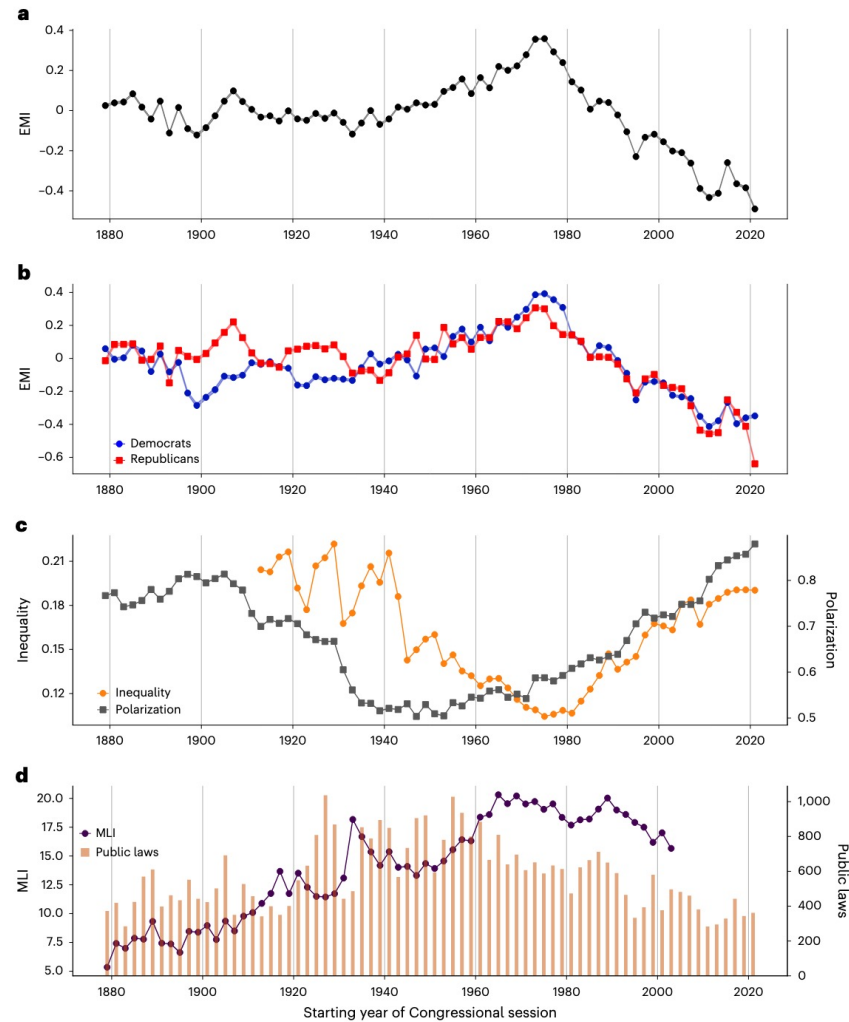 a
0.4
0.2
0
−0.2
−0.4
EMI
1880 1900 1920 1940 1960 1980 2000 2020
b
0.4
0.2
0
−0.2
−0.4
−0.6
EMI
Democrats
Republicans
1880 1900 1920 1940 1960 1980 2000 2020
c
0.21
0.18
0.15
0.12
Inequality
0.8
0.7
0.6
0.5
Polarization
Inequality
Polarization
1880 1900 1920 1940 1960 1980 2000 2020
d
20.0
17.5
15.0
12.5
10.0
7.5
5.0
MLI
1,000
800
600
400
200
0
Public laws
MLI
Public laws
1880 1900 1920 1940 1960 1980 2000 2020
Starting year of Congressional session